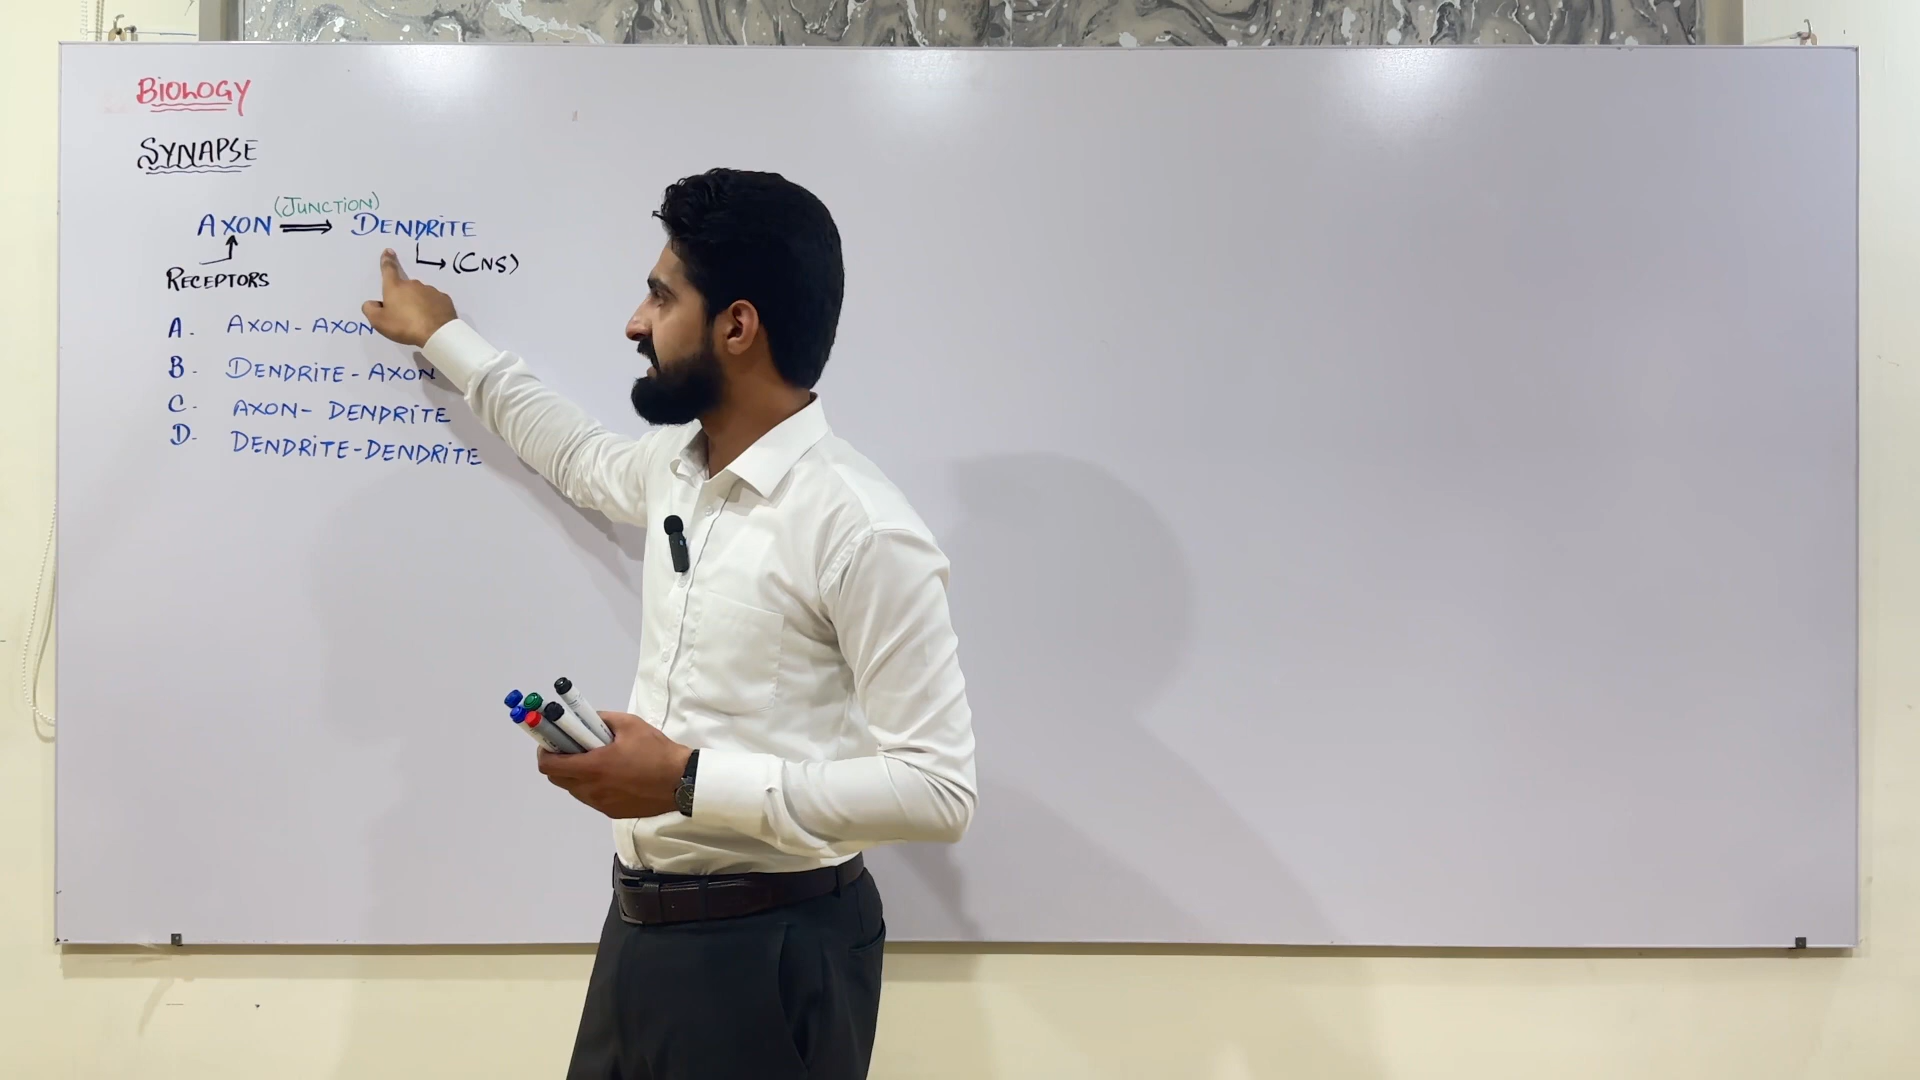 BIOLOGY
SYNAPSE
(JUNCTION)
AXON ⇒ DENDRITE
(CNS)
RECEPTORS
A. AXON - AXON
B. DENDRITE - AXON
C. AXON - DENDRITE
D. DENDRITE - DENDRITE